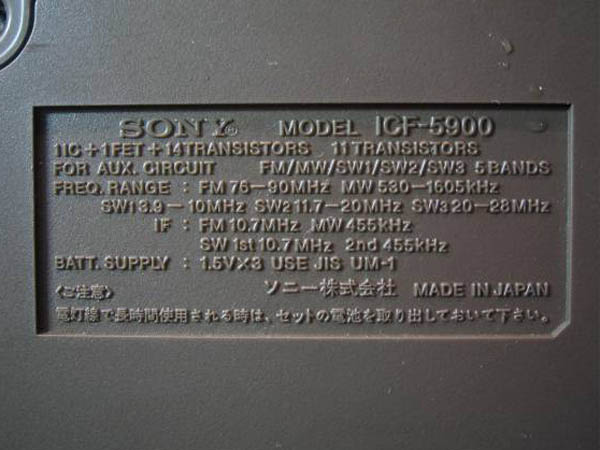 SONY® MODEL ICF-5900
1IC+1FET+14TRANSISTORS 11TRANSISTORS
FOR AUX. CIRCUIT FM/MW/SW1/SW2/SW3 5BANDS
FREQ. RANGE : FM 76-90MHz MW 530-1605kHz
SW1 3.9-10MHz SW2 11.7-20MHz SW3 20-28MHz
IF : FM 10.7MHz MW 455kHz
SW 1st 10.7MHz 2nd 455kHz
BATT. SUPPLY : 1.5V×3 USE JIS UM-1
〈ご注意〉 ソニー株式会社 MADE IN JAPAN
電灯線で長時間使用される時は、セットの電池を取り出しておいて下さい。